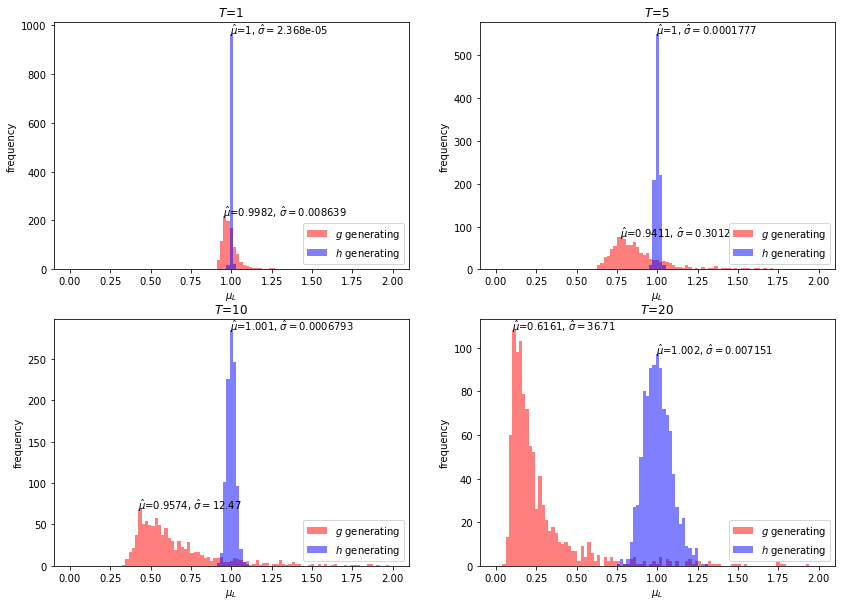 T=1
frequency
1000
800
600
400
200
0
μ̂=1, σ̂ = 2.368e-05
μ̂=0.9982, σ̂ = 0.008639
g generating
h generating
0.00 0.25 0.50 0.75 1.00 1.25 1.50 1.75 2.00
μ_L
T=5
frequency
500
400
300
200
100
0
μ̂=1, σ̂ = 0.0001777
μ̂=0.9411, σ̂ = 0.3012
g generating
h generating
0.00 0.25 0.50 0.75 1.00 1.25 1.50 1.75 2.00
μ_L
T=10
frequency
250
200
150
100
50
0
μ̂=1.001, σ̂ = 0.0006793
μ̂=0.9574, σ̂ = 12.47
g generating
h generating
0.00 0.25 0.50 0.75 1.00 1.25 1.50 1.75 2.00
μ_L
T=20
frequency
100
80
60
40
20
0
μ̂=0.6161, σ̂ = 36.71
μ̂=1.002, σ̂ = 0.007151
g generating
h generating
0.00 0.25 0.50 0.75 1.00 1.25 1.50 1.75 2.00
μ_L